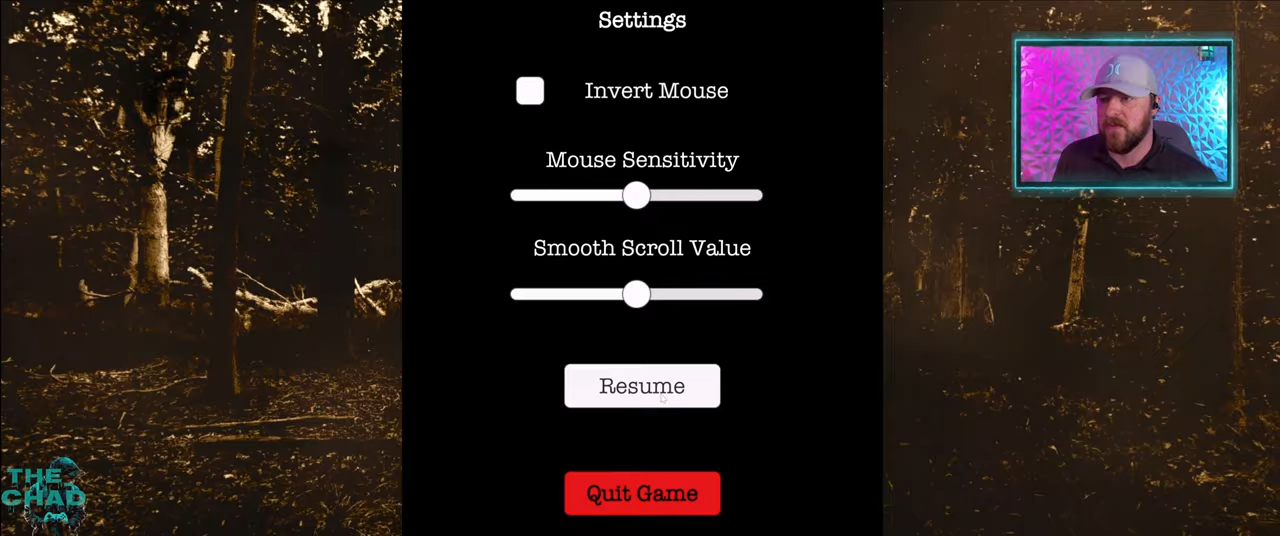 Settings
Invert Mouse
Mouse Sensitivity
Smooth Scroll Value
Resume
Quit Game
THE
CHAD